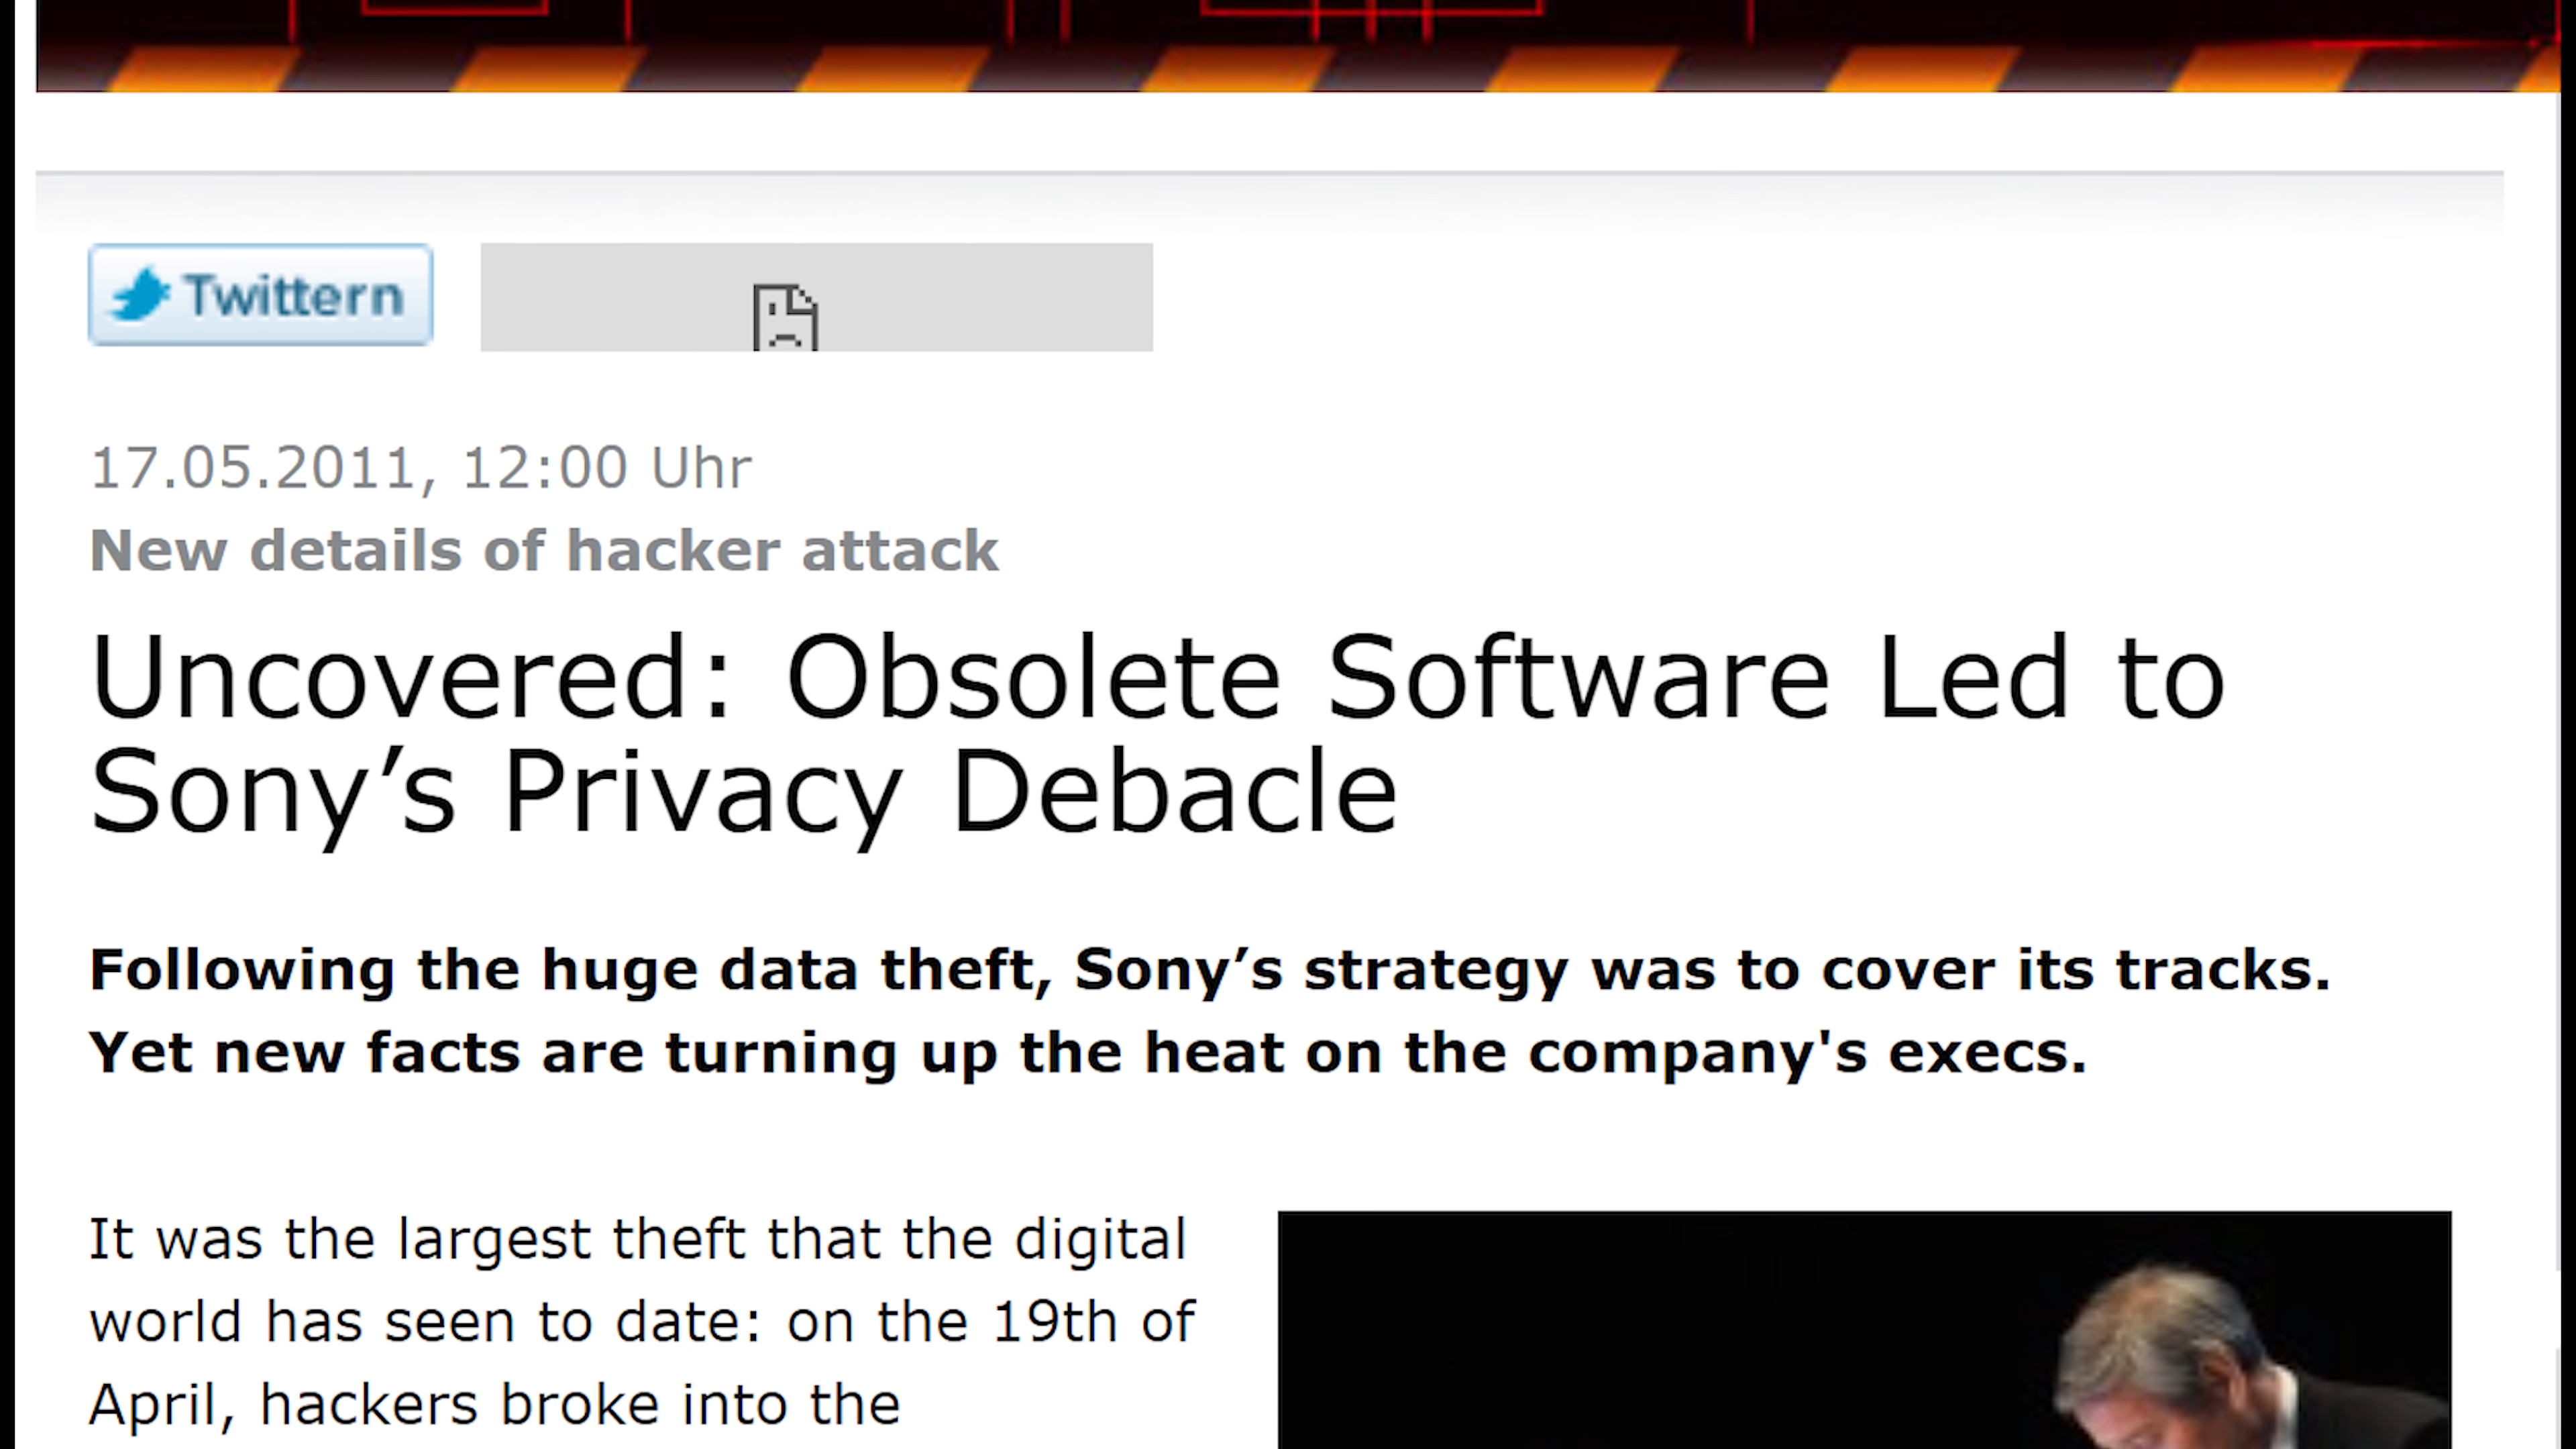 Twittern
17.05.2011, 12:00 Uhr
New details of hacker attack
Uncovered: Obsolete Software Led to
Sony’s Privacy Debacle
Following the huge data theft, Sony’s strategy was to cover its tracks.
Yet new facts are turning up the heat on the company's execs.
It was the largest theft that the digital
world has seen to date: on the 19th of
April, hackers broke into the